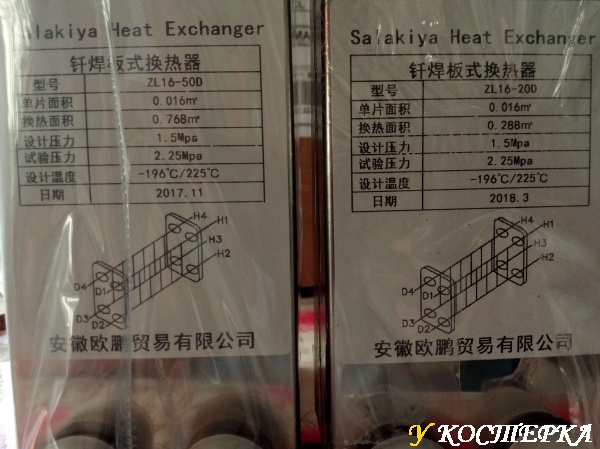 Salakiya Heat Exchanger
钎焊板式换热器
型号 ZL16-50D
单片面积 0.016㎡
换热面积 0.768㎡
设计压力 1.5Mpa
试验压力 2.25Mpa
设计温度 -196℃/225℃
日期 2017.11
H4
H1
H3
H2
D4
D1
D3
D2
安徽欧鹏贸易有限公司
Salakiya Heat Exchanger
钎焊板式换热器
型号 ZL16-20D
单片面积 0.016㎡
换热面积 0.288㎡
设计压力 1.5Mpa
试验压力 2.25Mpa
设计温度 -196℃/225℃
日期 2018.3
H4
H1
H3
H2
D4
D1
D3
D2
安徽欧鹏贸易有限公司
У КОСТЕРКА